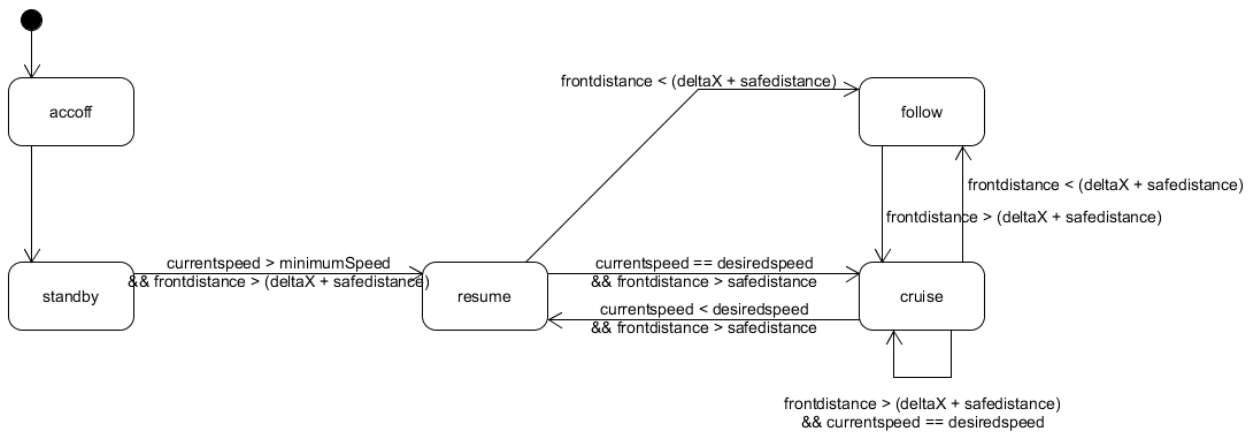 frontdistance < (deltaX + safedistance)
accoff
follow
frontdistance < (deltaX + safedistance)
frontdistance > (deltaX + safedistance)
currentspeed > minimumSpeed
&& frontdistance > (deltaX + safedistance)
currentspeed == desiredspeed
&& frontdistance > safedistance
standby
resume
cruise
currentspeed < desiredspeed
&& frontdistance > safedistance
frontdistance > (deltaX + safedistance)
&& currentspeed == desiredspeed